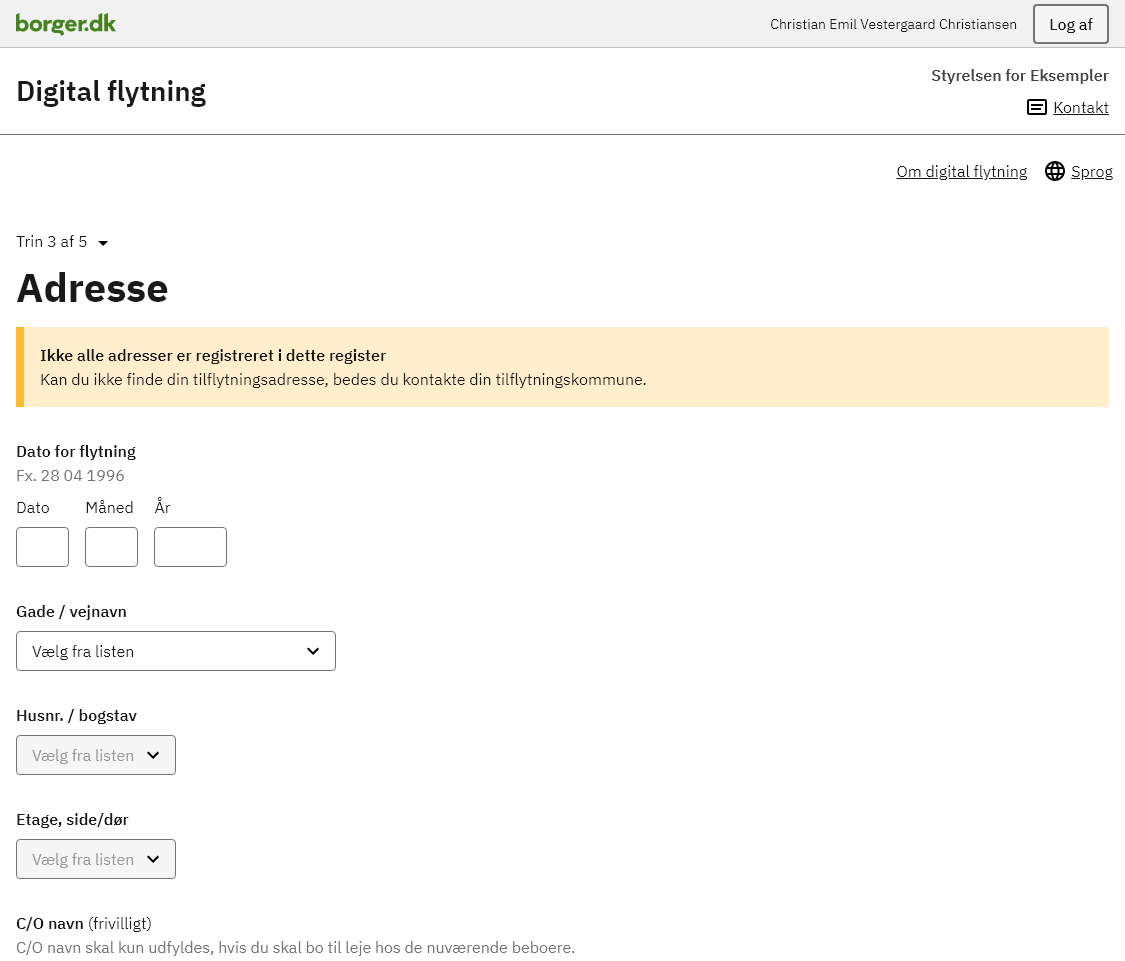 borger.dk
Christian Emil Vestergaard Christiansen
Log af
Digital flytning
Styrelsen for Eksempler
Kontakt
Om digital flytning
Sprog
Trin 3 af 5
Adresse
Ikke alle adresser er registreret i dette register
Kan du ikke finde din tilflytningsadresse, bedes du kontakte din tilflytningskommune.
Dato for flytning
Fx. 28 04 1996
Dato Måned År
Gade / vejnavn
Vælg fra listen
Husnr. / bogstav
Vælg fra listen
Etage, side/dør
Vælg fra listen
C/O navn (frivilligt)
C/O navn skal kun udfyldes, hvis du skal bo til leje hos de nuværende beboere.